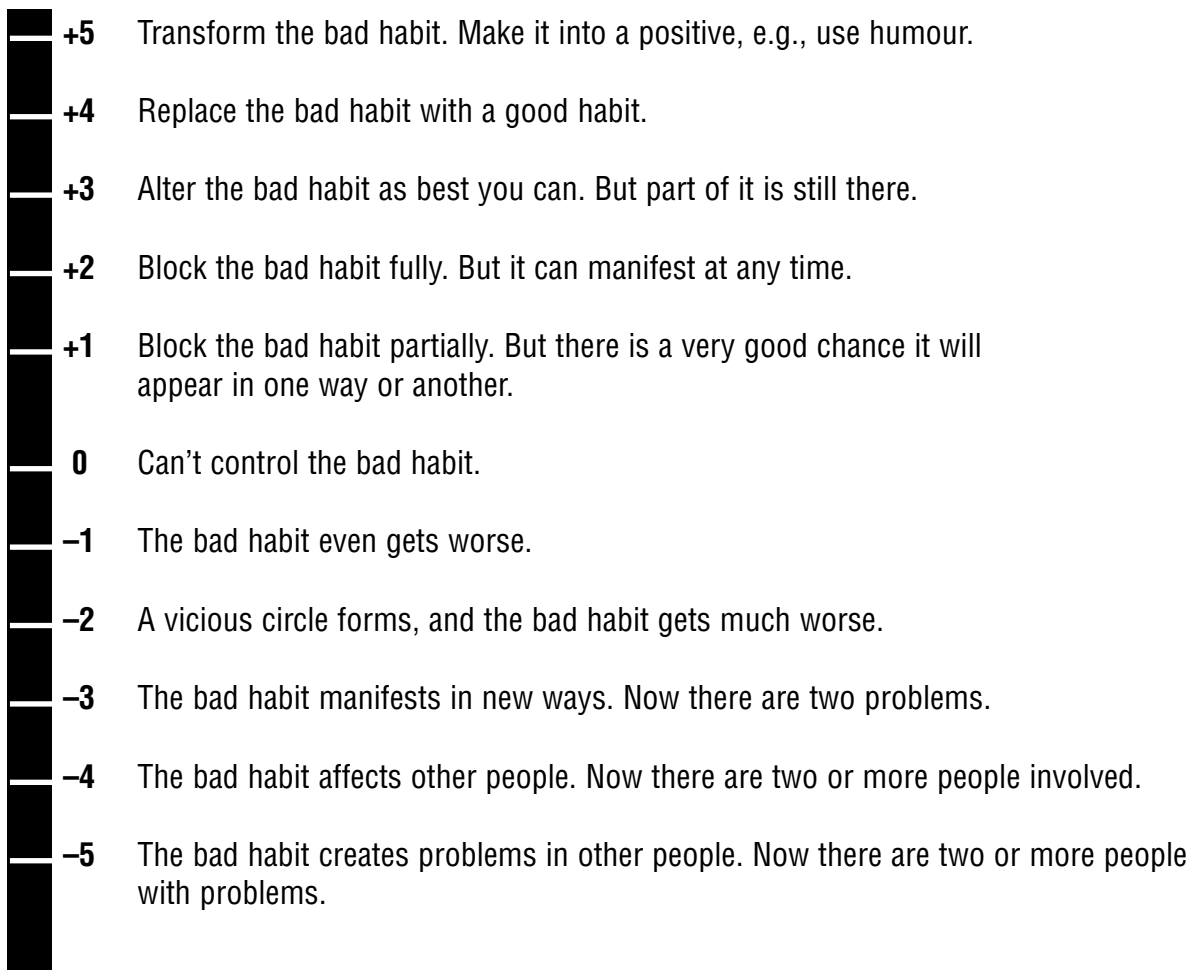 +5 Transform the bad habit. Make it into a positive, e.g., use humour.
+4 Replace the bad habit with a good habit.
+3 Alter the bad habit as best you can. But part of it is still there.
+2 Block the bad habit fully. But it can manifest at any time.
+1 Block the bad habit partially. But there is a very good chance it will
appear in one way or another.
0 Can't control the bad habit.
–1 The bad habit even gets worse.
–2 A vicious circle forms, and the bad habit gets much worse.
–3 The bad habit manifests in new ways. Now there are two problems.
–4 The bad habit affects other people. Now there are two or more people involved.
–5 The bad habit creates problems in other people. Now there are two or more people
with problems.